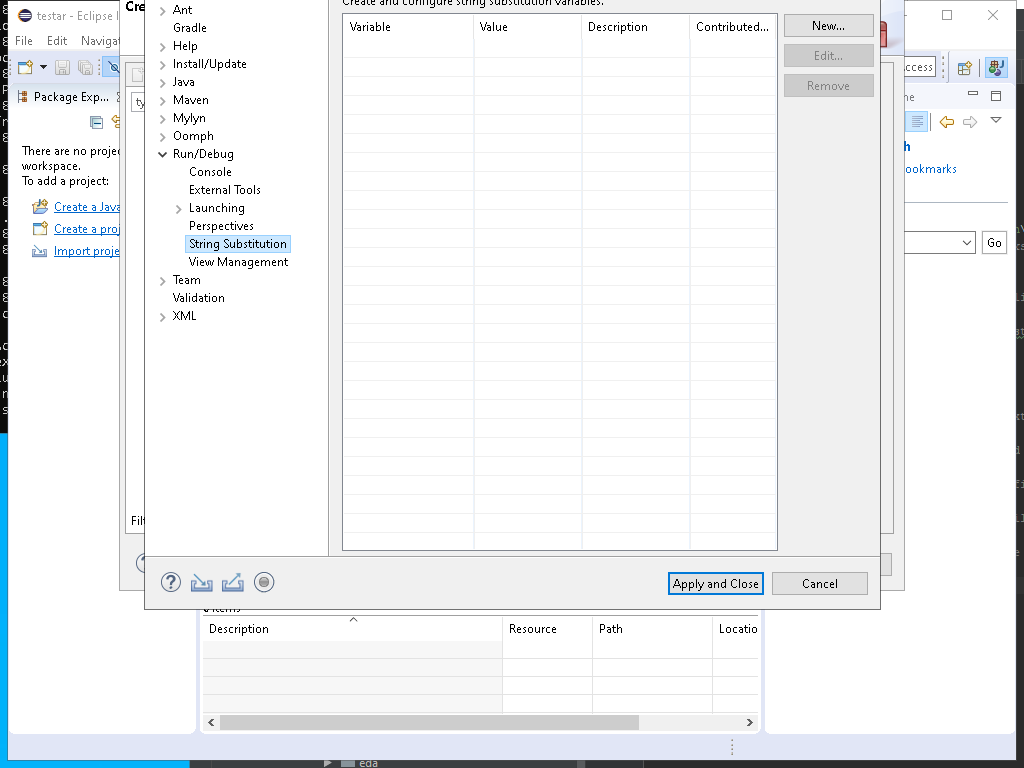 testar - Eclipse I
File Edit Navigat
Package Exp...
There are no projec
workspace.
To add a project:
Create a Java
Create a proj
Import proje
Cre
ty
Filt
Ant
Gradle
Help
Install/Update
Java
Maven
Mylyn
Oomph
Run/Debug
Console
External Tools
Launching
Perspectives
String Substitution
View Management
Team
Validation
XML
Create and configure string substitution variables.
Variable Value Description Contributed...
New...
Edit...
Remove
Apply and Close Cancel
ccess
ne
h
ookmarks
Go
items
Description Resource Path Locatio
eda